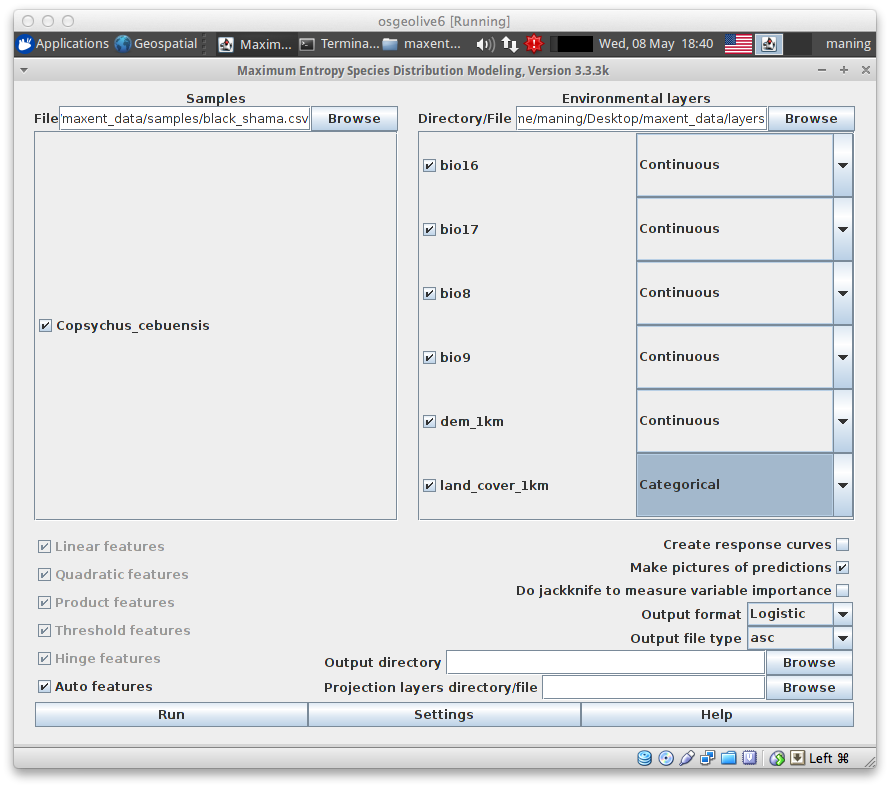 osgeolive6 [Running]
Applications Geospatial Maxim... Termina... maxent... Wed, 08 May 18:40 maning
Maximum Entropy Species Distribution Modeling, Version 3.3.3k
Samples
File maxent_data/samples/black_shama.csv Browse
Environmental layers
Directory/File me/maning/Desktop/maxent_data/layers Browse
Copsychus_cebuensis
bio16 Continuous
bio17 Continuous
bio8 Continuous
bio9 Continuous
dem_1km Continuous
land_cover_1km Categorical
Linear features
Quadratic features
Product features
Threshold features
Hinge features
Auto features
Create response curves
Make pictures of predictions
Do jackknife to measure variable importance
Output format Logistic
Output file type asc
Output directory Browse
Projection layers directory/file Browse
Run Settings Help
Left ⌘